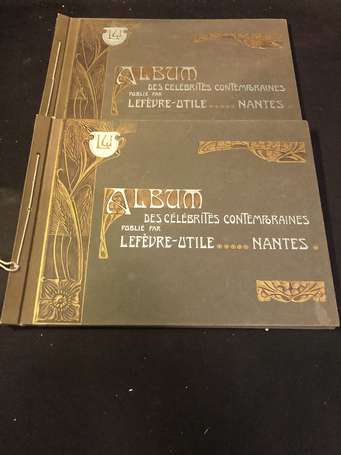 LU
ALBUM
DES CÉLÉBRITÉS CONTEMPORAINES
PUBLIÉ PAR
LEFÈVRE-UTILE ..... NANTES .
LU
ALBUM
DES CÉLÉBRITÉS CONTEMPORAINES
PUBLIÉ PAR
LEFÈVRE-UTILE ..... NANTES .